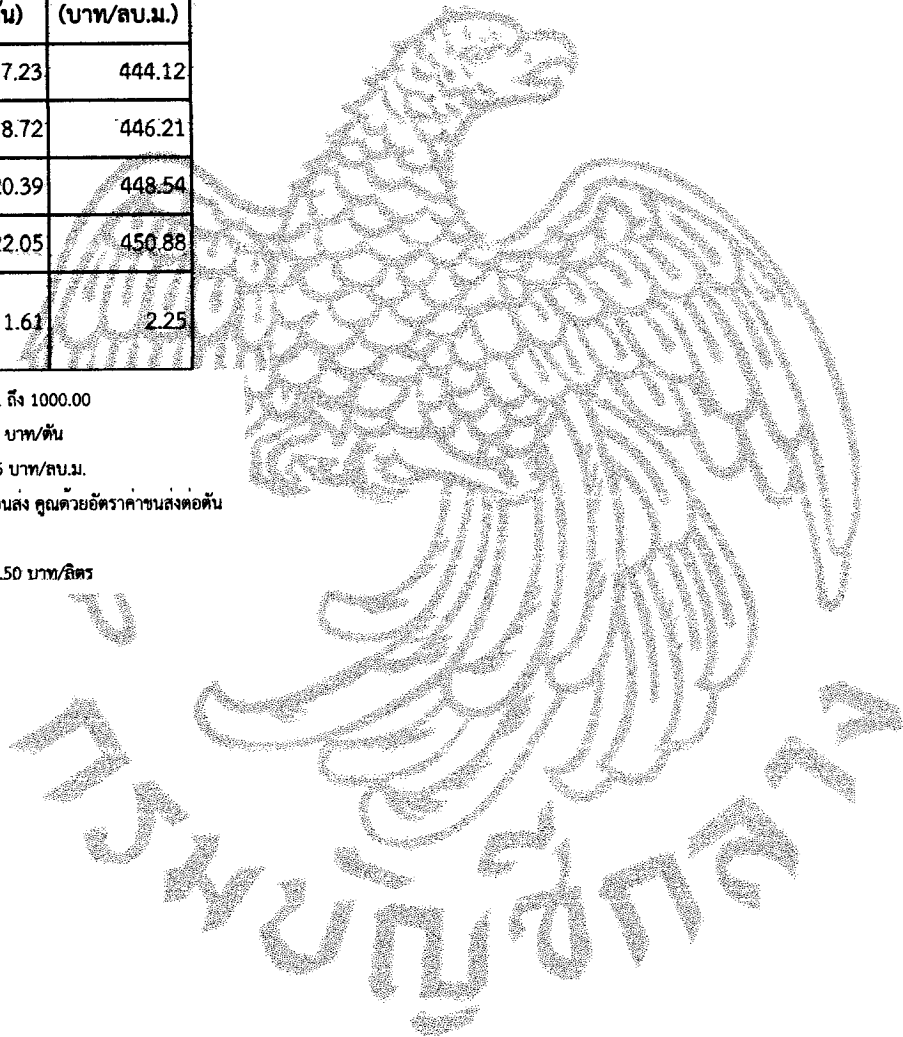 ัน) (บาท/ลบ.ม.)
7.23 444.12
8.72 446.21
20.39 448.54
22.05 450.88
1.61 2.25
ถึง 1000.00
บาท/ตัน
บาท/ลบ.ม.
นส่ง คูณด้วยอัตราค่าขนส่งต่อตัน
.50 บาท/ลิตร
กรมบัญชีกลาง